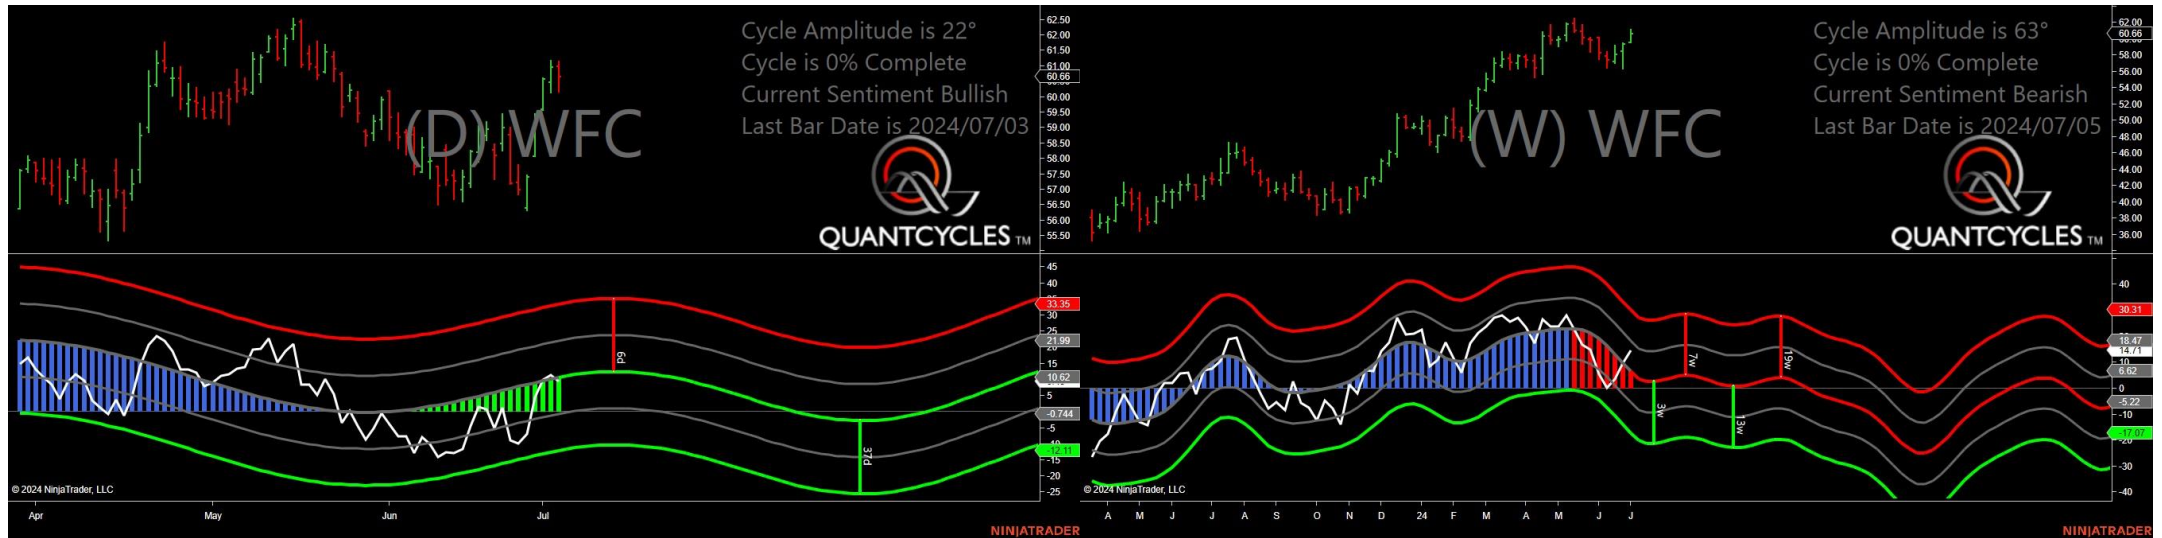 Cycle Amplitude is 22°
Cycle is 0% Complete
Current Sentiment Bullish
Last Bar Date is 2024/07/03
(D) WFC
QUANTCYCLES TM
62.50
62.00
61.50
61.00
60.66
59.50
59.00
58.50
58.00
57.50
57.00
56.50
56.00
55.50
45
40
33.35
30
25
21.99
15
10.62
5
-0.744
-5
-12.11
-15
-20
-25
6d
37d
© 2024 NinjaTrader, LLC
Apr
May
Jun
Jul
NINJATRADER
Cycle Amplitude is 63°
Cycle is 0% Complete
Current Sentiment Bearish
Last Bar Date is 2024/07/05
(W) WFC
QUANTCYCLES TM
62.00
60.66
58.00
56.00
54.00
52.00
50.00
48.00
46.00
44.00
42.00
40.00
38.00
36.00
40
30.31
18.47
14.71
10
6.62
0
-5.22
-10
-17.07
-30
-40
3w
7w
13w
19w
© 2024 NinjaTrader, LLC
A M J J A S O N D 24 F M A M J J
NINJATRADER